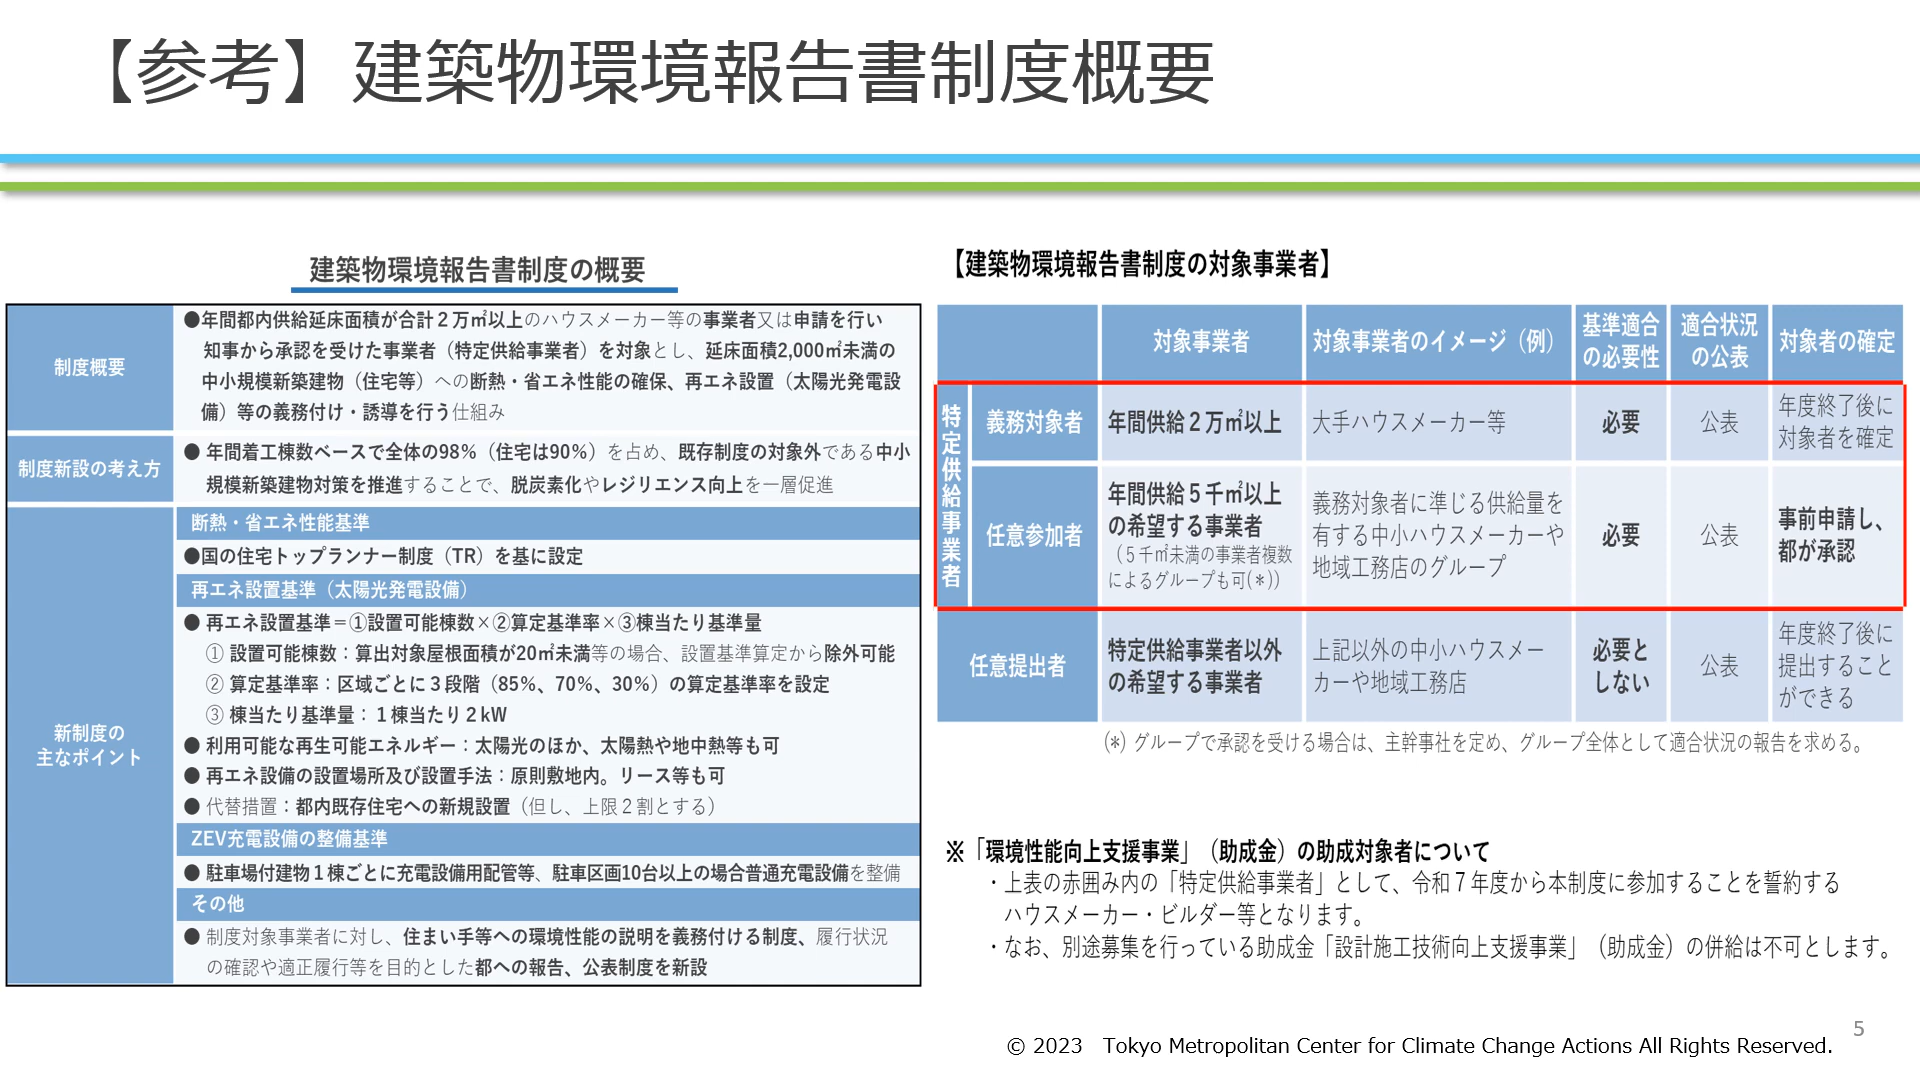 【参考】建築物環境報告書制度概要
建築物環境報告書制度の概要
制度概要
●年間都内供給延床面積が合計２万㎡以上のハウスメーカー等の事業者又は申請を行い
知事から承認を受けた事業者（特定供給事業者）を対象とし、延床面積2,000㎡未満の
中小規模新築建物（住宅等）への断熱・省エネ性能の確保、再エネ設置（太陽光発電設
備）等の義務付け・誘導を行う仕組み
制度新設の考え方
● 年間着工棟数ベースで全体の98%（住宅は90%）を占め、既存制度の対象外である中小
規模新築建物対策を推進することで、脱炭素化やレジリエンス向上を一層促進
新制度の
主なポイント
断熱・省エネ性能基準
●国の住宅トップランナー制度（TR）を基に設定
再エネ設置基準（太陽光発電設備）
● 再エネ設置基準＝①設置可能棟数×②算定基準率×③棟当たり基準量
① 設置可能棟数：算出対象屋根面積が20㎡未満等の場合、設置基準算定から除外可能
② 算定基準率：区域ごとに３段階（85%、70%、30%）の算定基準率を設定
③ 棟当たり基準量：１棟当たり２kW
● 利用可能な再生可能エネルギー：太陽光のほか、太陽熱や地中熱等も可
● 再エネ設備の設置場所及び設置手法：原則敷地内。リース等も可
● 代替措置：都内既存住宅への新規設置（但し、上限２割とする）
ZEV充電設備の整備基準
● 駐車場付建物１棟ごとに充電設備用配管等、駐車区画10台以上の場合普通充電設備を整備
その他
● 制度対象事業者に対し、住まい手等への環境性能の説明を義務付ける制度、履行状況
の確認や適正履行等を目的とした都への報告、公表制度を新設
【建築物環境報告書制度の対象事業者】
対象事業者
対象事業者のイメージ（例）
基準適合
の必要性
適合状況
の公表
対象者の確定
特定供給事業者
義務対象者
年間供給２万㎡以上
大手ハウスメーカー等
必要
公表
年度終了後に
対象者を確定
任意参加者
年間供給５千㎡以上
の希望する事業者
（５千㎡未満の事業者複数
によるグループも可(＊)）
義務対象者に準じる供給量を
有する中小ハウスメーカーや
地域工務店のグループ
必要
公表
事前申請し、
都が承認
任意提出者
特定供給事業者以外
の希望する事業者
上記以外の中小ハウスメー
カーや地域工務店
必要と
しない
公表
年度終了後に
提出すること
ができる
(＊) グループで承認を受ける場合は、主幹事社を定め、グループ全体として適合状況の報告を求める。
※「環境性能向上支援事業」（助成金）の助成対象者について
・上表の赤囲み内の「特定供給事業者」として、令和７年度から本制度に参加することを誓約する
ハウスメーカー・ビルダー等となります。
・なお、別途募集を行っている助成金「設計施工技術向上支援事業」（助成金）の併給は不可とします。
5
© 2023　Tokyo Metropolitan Center for Climate Change Actions All Rights Reserved.